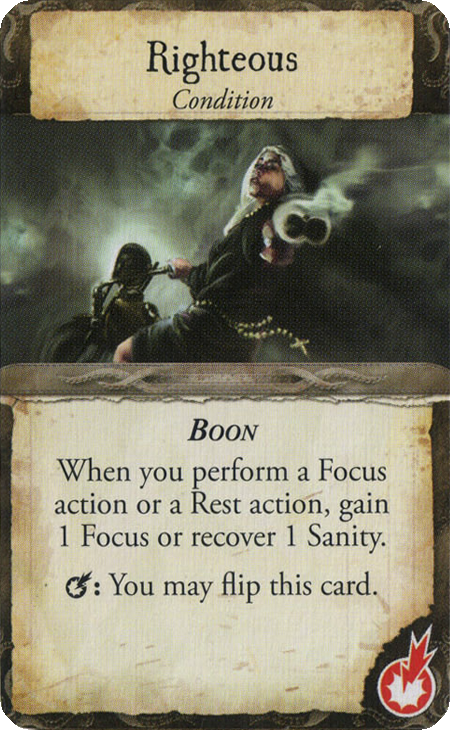 Righteous
Condition
BOON
When you perform a Focus
action or a Rest action, gain
1 Focus or recover 1 Sanity.
: You may flip this card.